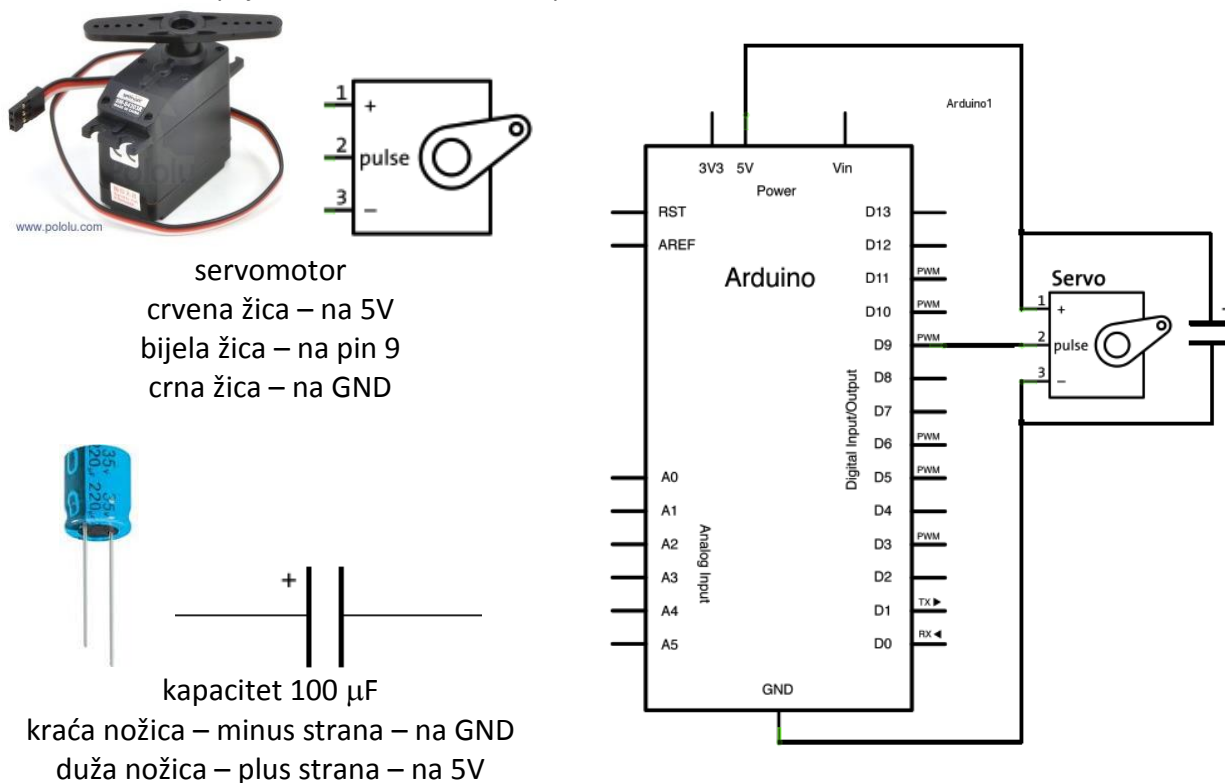 1
+
2
pulse
3
−
www.pololu.com
servomotor
crvena žica – na 5V
bijela žica – na pin 9
crna žica – na GND
35v 35v
220µ 220µ
+
kapacitet 100 μF
kraća nožica – minus strana – na GND
duža nožica – plus strana – na 5V
Arduino1
3V3 5V Vin
Power
RST
AREF
Arduino
D13
D12
D11 PWM
D10 PWM
D9 PWM
D8
D7
D6 PWM
D5 PWM
D4
D3 PWM
D2
D1 TX
D0 RX
Digital Input/Output
A0
A1
A2
A3
A4
A5
Analog Input
GND
Servo
1
+
2
pulse
3
−
+